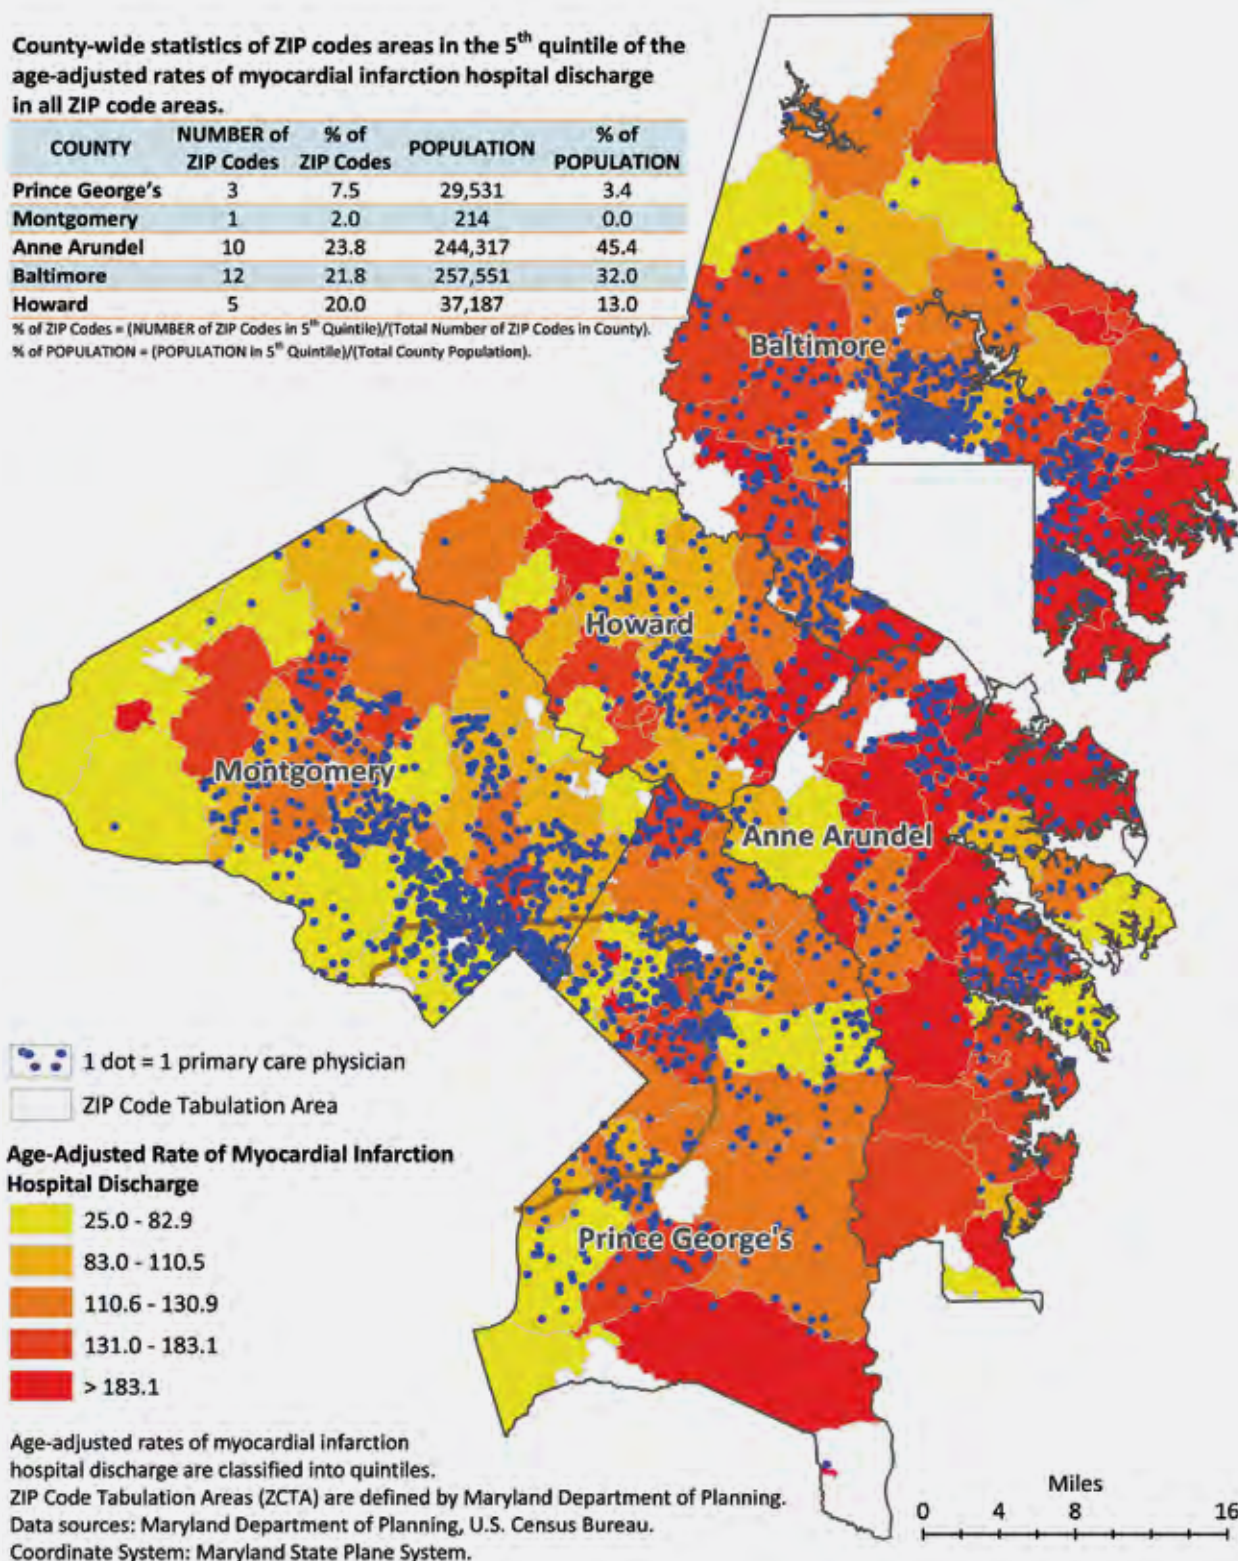 County-wide statistics of ZIP codes areas in the 5th quintile of the
age-adjusted rates of myocardial infarction hospital discharge
in all ZIP code areas.
COUNTY NUMBER of ZIP Codes % of ZIP Codes POPULATION % of POPULATION
Prince George's 3 7.5 29,531 3.4
Montgomery 1 2.0 214 0.0
Anne Arundel 10 23.8 244,317 45.4
Baltimore 12 21.8 257,551 32.0
Howard 5 20.0 37,187 13.0
% of ZIP Codes = (NUMBER of ZIP Codes in 5th Quintile)/(Total Number of ZIP Codes in County).
% of POPULATION = (POPULATION in 5th Quintile)/(Total County Population).
Baltimore
Howard
Montgomery
Anne Arundel
Prince George's
1 dot = 1 primary care physician
ZIP Code Tabulation Area
Age-Adjusted Rate of Myocardial Infarction
Hospital Discharge
25.0 - 82.9
83.0 - 110.5
110.6 - 130.9
131.0 - 183.1
> 183.1
Age-adjusted rates of myocardial infarction
hospital discharge are classified into quintiles.
ZIP Code Tabulation Areas (ZCTA) are defined by Maryland Department of Planning.
Data sources: Maryland Department of Planning, U.S. Census Bureau.
Coordinate System: Maryland State Plane System.
Miles
0 4 8 16